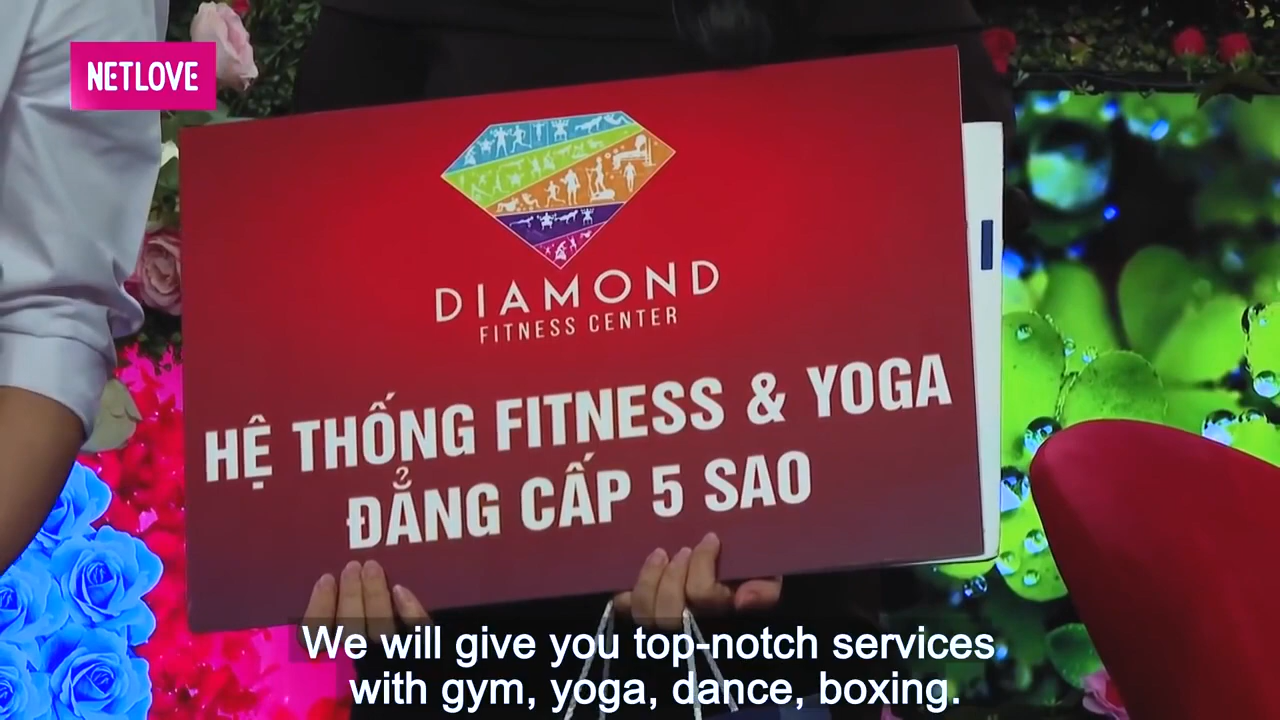 NETLOVE
DIAMOND
FITNESS CENTER
HỆ THỐNG FITNESS & YOGA
ĐẲNG CẤP 5 SAO
We will give you top-notch services
with gym, yoga, dance, boxing.